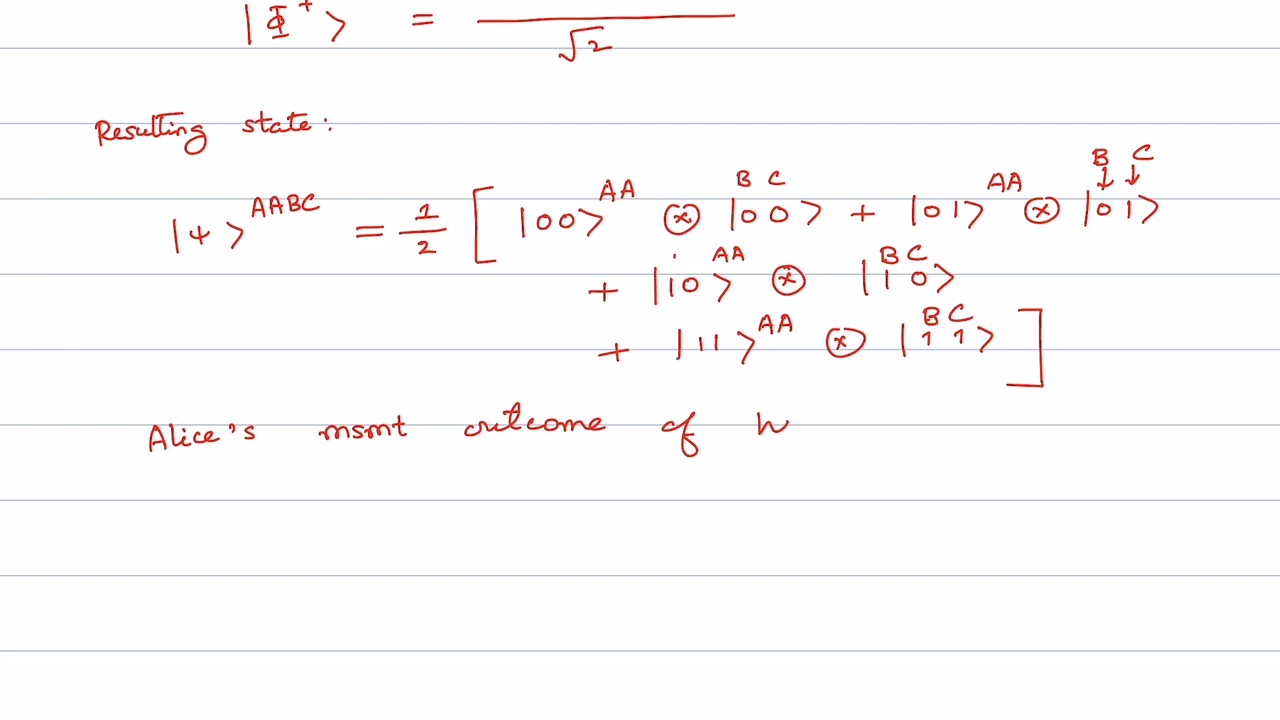 |Φ⁺⟩ = ―――― / √2
Resulting state:
|ψ⟩^AABC = 1/2 [ |00⟩^AA ⊗ |00⟩^BC + |01⟩^AA ⊗ |01⟩^BC
+ |10⟩^AA ⊗ |10⟩^BC
+ |11⟩^AA ⊗ |11⟩^BC ]
Alice's msmt outcome of